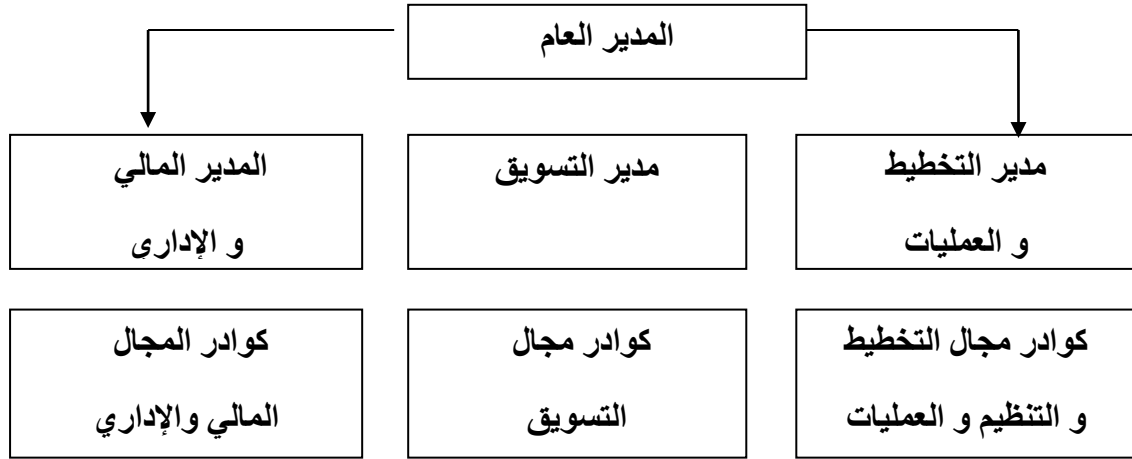 المدير العام
مدير التخطيط
و العمليات
مدير التسويق
المدير المالي
و الإداري
كوادر مجال التخطيط
و التنظيم و العمليات
كوادر مجال
التسويق
كوادر المجال
المالي والإداري